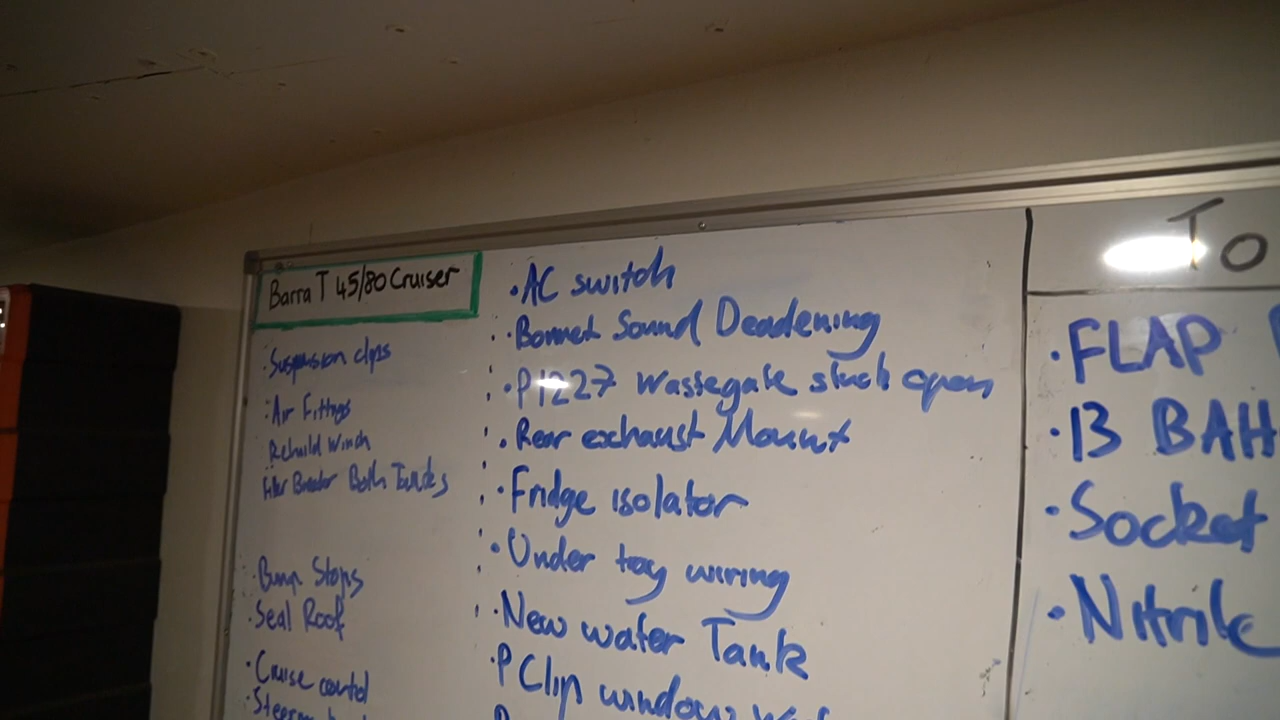 Barra T 45/80 Cruiser
· Suspension clips
· Air Fittings
· Rebuild Winch
Filler Breather Both Tanks
· Bump Stops
· Seal Roof
· Cruise control
· AC switch
· Bonnet Sound Deadening
· P1227 Wastegate stuck open
· Rear exhaust Mount
· Fridge isolator
· Under tray wiring
· New water Tank
· P Clip window
To
· FLAP
· 13 BAH
· Socket
· Nitrile